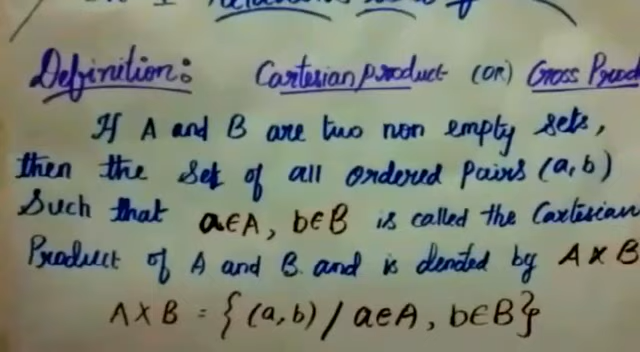 Definition: Cartesian product (OR) Cross Prod
If A and B are two non empty sets,
then the set of all ordered pairs (a,b)
Such that a∈A, b∈B is called the Cartesian
Product of A and B. and is denoted by A x B
A X B = { (a,b) / a∈A, b∈B}